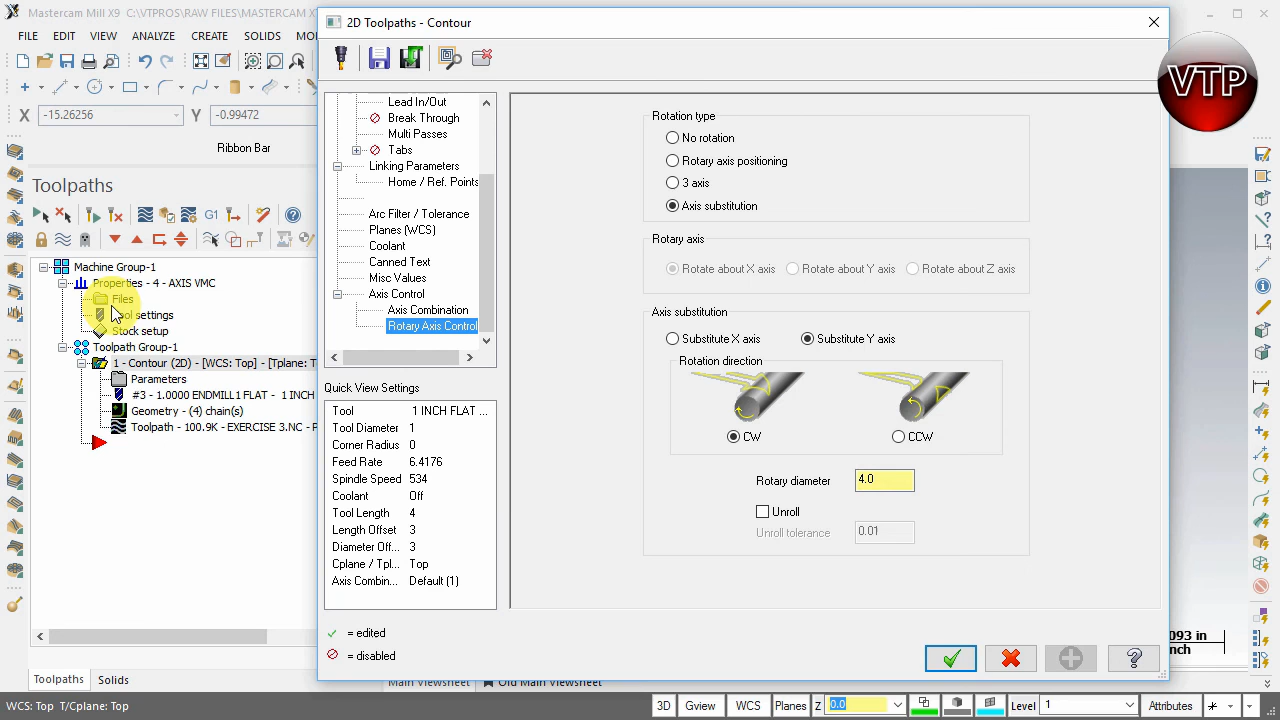 Mastercam Mill X9 C:\VTPROS\RAW FILES\MASTERCAM
2D Toolpaths - Contour
FILE EDIT VIEW ANALYZE CREATE SOLIDS
VTP
X -15.26256 Y -0.99472
Ribbon Bar
Toolpaths
G1
Machine Group-1
Properties - 4 - AXIS VMC
Files
ool settings
Stock setup
Toolpath Group-1
1 - Contour (2D) - [WCS: Top] - [Tplane: T
Parameters
#3 - 1.0000 ENDMILL1 FLAT - 1 INCH
Geometry - (4) chain(s)
Toolpath - 100.9K - EXERCISE 3.NC - P
Toolpaths Solids
Lead In/Out
Break Through
Multi Passes
Tabs
Linking Parameters
Home / Ref. Points
Arc Filter / Tolerance
Planes (WCS)
Coolant
Canned Text
Misc Values
Axis Control
Axis Combination
Rotary Axis Control
Quick View Settings
Tool 1 INCH FLAT ...
Tool Diameter 1
Corner Radius 0
Feed Rate 6.4176
Spindle Speed 534
Coolant Off
Tool Length 4
Length Offset 3
Diameter Off... 3
Cplane / Tpl... Top
Axis Combin... Default (1)
= edited
= disabled
Rotation type
No rotation
Rotary axis positioning
3 axis
Axis substitution
Rotary axis
Rotate about X axis Rotate about Y axis Rotate about Z axis
Axis substitution
Substitute X axis Substitute Y axis
Rotation direction
CW CCW
Rotary diameter 4.0
Unroll
Unroll tolerance 0.01
093 in
nch
Main Viewsheet Old Main Viewsheet
WCS: Top T/Cplane: Top
3D Gview WCS Planes Z 0.0 Level 1 Attributes